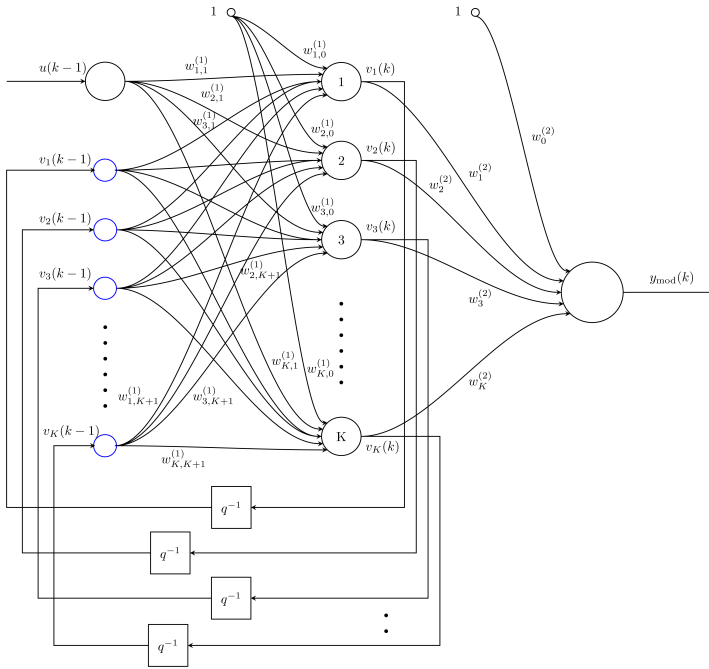 1
1
u(k−1)
w_{1,1}^{(1)}
w_{1,0}^{(1)}
1
v_1(k)
w_{2,1}^{(1)}
w_{3,1}^{(1)}
w_{2,0}^{(1)}
w_0^{(2)}
v_1(k−1)
2
v_2(k)
w_1^{(2)}
w_2^{(2)}
v_2(k−1)
w_{3,0}^{(1)}
3
v_3(k)
v_3(k−1)
w_{2,K+1}^{(1)}
w_3^{(2)}
y_{mod}(k)
w_{K,1}^{(1)}
w_{K,0}^{(1)}
w_{1,K+1}^{(1)}
w_{3,K+1}^{(1)}
w_K^{(2)}
v_K(k−1)
K
v_K(k)
w_{K,K+1}^{(1)}
q^{−1}
q^{−1}
q^{−1}
q^{−1}